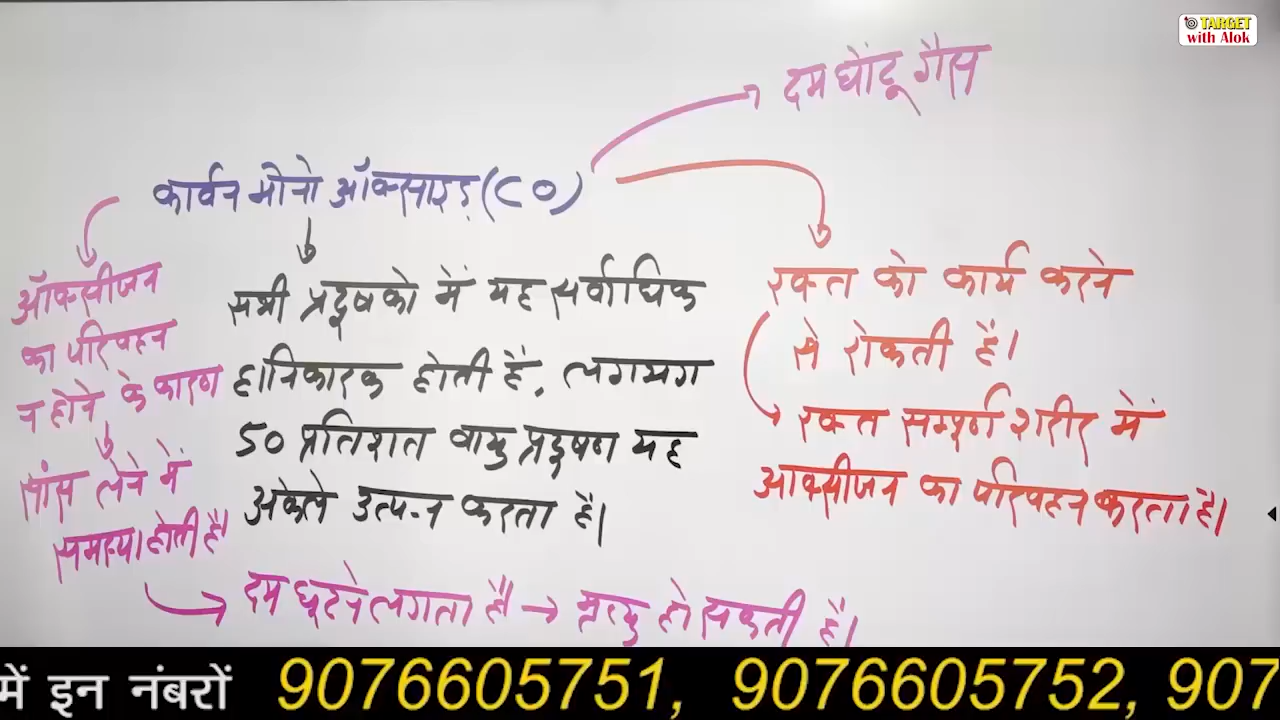 TARGET
with Alok
दम घोंटू गैस
कार्वन मोनो ऑक्साइड़ (CO)
ऑक्सीजन
का परिवहन
न होने के कारण
सांस लेने में
समस्या होती है।
सभी प्रदूषको में यह सर्वाधिक
हानिकारक होती हैं, लगभग
50 प्रतिशत वायु प्रदूषण यह
अकेले उत्पन्न करता है।
रक्त को कार्य करने
से रोकती हैं।
रक्त सम्पूर्ण शरीर में
आक्सीजन का परिवहन करता है।
दम घूटने लगता है → मृत्यु हो सकती है।
में इन नंबरों 9076605751, 9076605752, 907